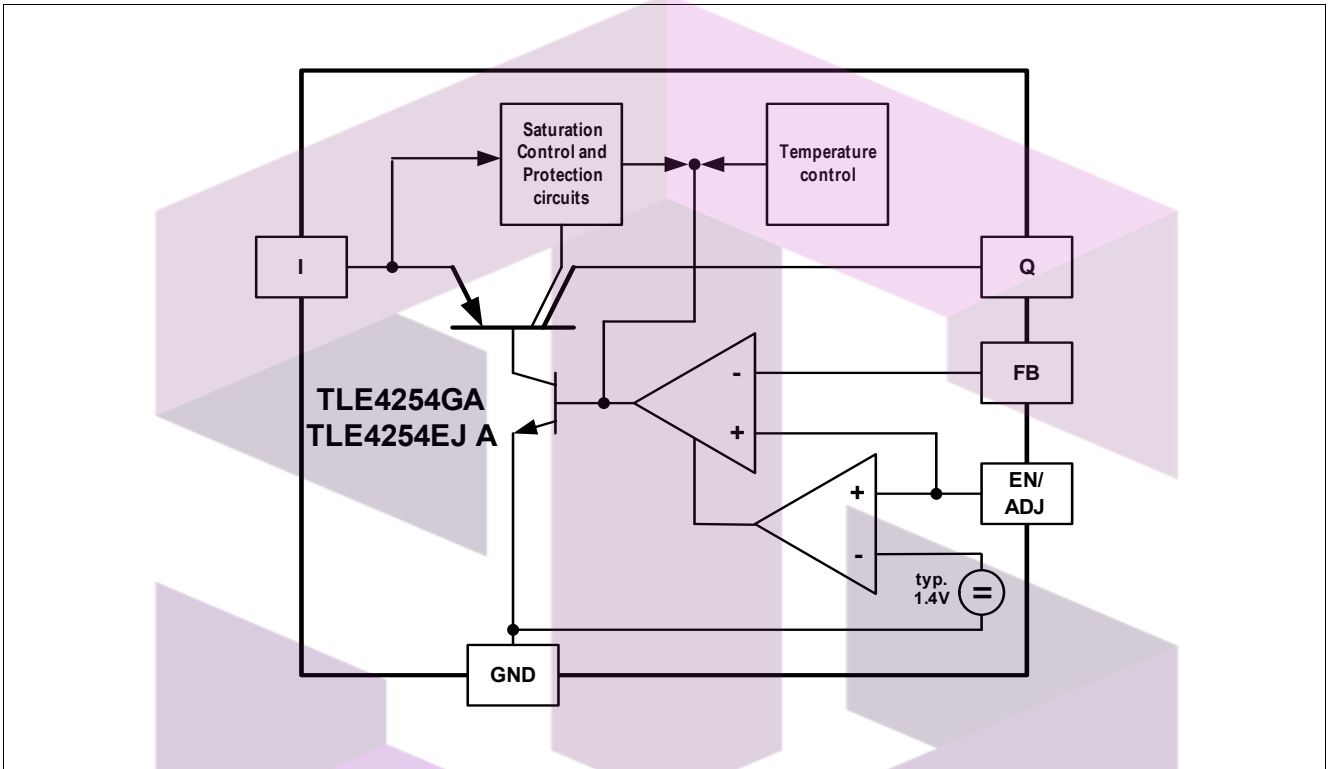 Saturation
Control and
Protection
circuits
Temperature
control
I
Q
TLE4254GA
TLE4254EJ A
-
+
FB
EN/
ADJ
+
-
typ.
1.4V
=
GND